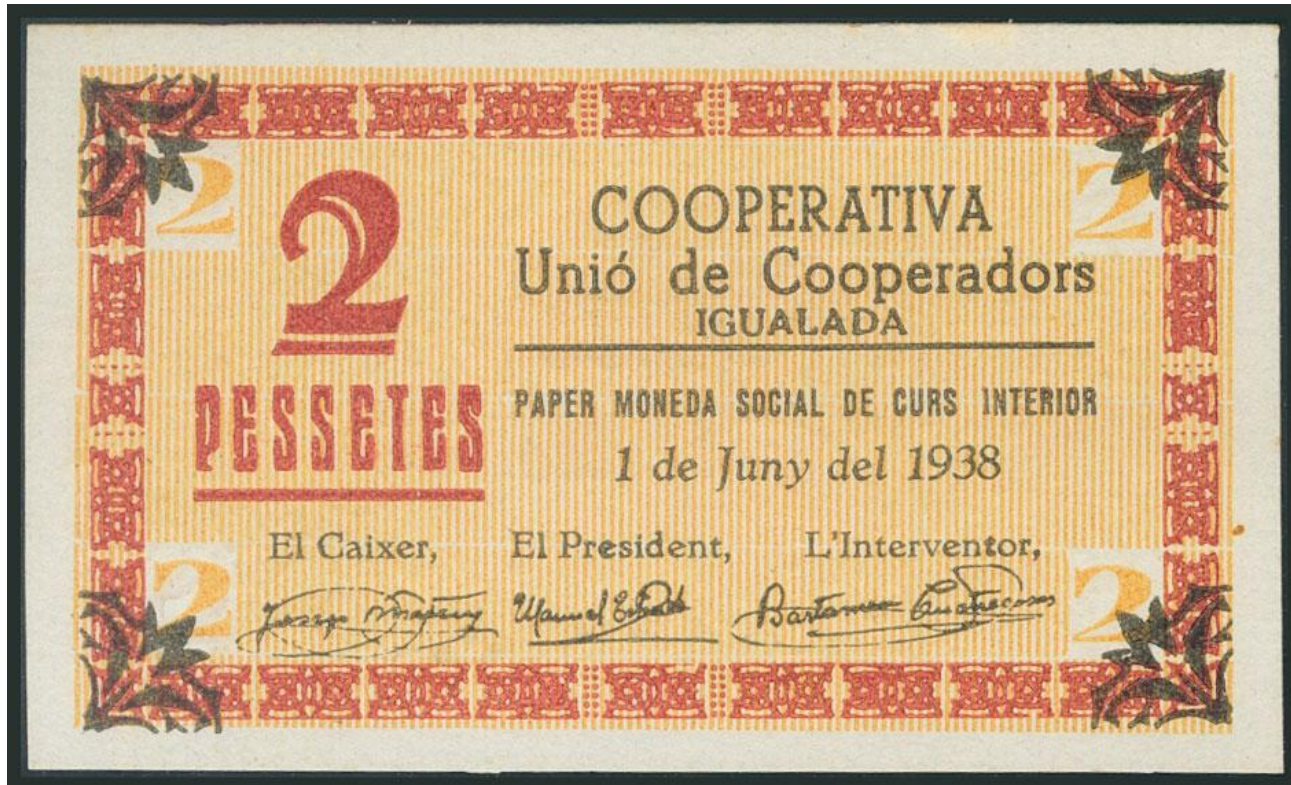 2 2
2
COOPERATIVA
Unió de Cooperadors
IGUALADA
PESSETES
PAPER MONEDA SOCIAL DE CURS INTERIOR
1 de Juny del 1938
El Caixer, El President, L'Interventor,
Manuel
2 2